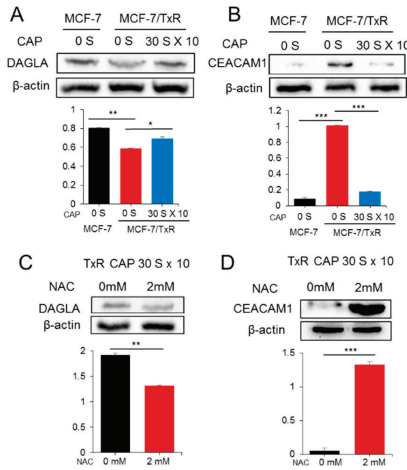 A
MCF-7 MCF-7/TxR
CAP 0 S 0 S 30 S X 10
DAGLA
β-actin
**
*
1
0.8
0.6
0.4
0.2
0
CAP 0 S 0 S 30 S X 10
MCF-7 MCF-7/TxR
B
MCF-7 MCF-7/TxR
CAP 0 S 0 S 30 S X 10
CEACAM1
β-actin
***
***
1.2
1
0.8
0.6
0.4
0.2
0
CAP 0 S 0 S 30 S X 10
MCF-7 MCF-7/TxR
C
TxR CAP 30 S x 10
NAC 0mM 2mM
DAGLA
β-actin
**
2
1.5
1
0.5
0
NAC 0 mM 2 mM
D
TxR CAP 30 S x 10
NAC 0mM 2mM
CEACAM1
β-actin
***
1.5
1
0.5
0
NAC 0 mM 2 mM